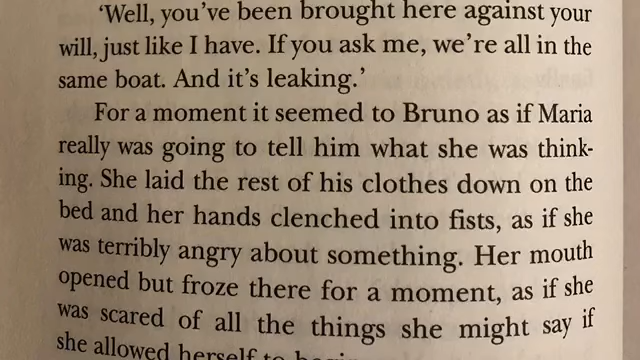 ‘Well, you’ve been brought here against your
will, just like I have. If you ask me, we’re all in the
same boat. And it’s leaking.’
For a moment it seemed to Bruno as if Maria
really was going to tell him what she was think-
ing. She laid the rest of his clothes down on the
bed and her hands clenched into fists, as if she
was terribly angry about something. Her mouth
opened but froze there for a moment, as if she
was scared of all the things she might say if
she allowed herself to